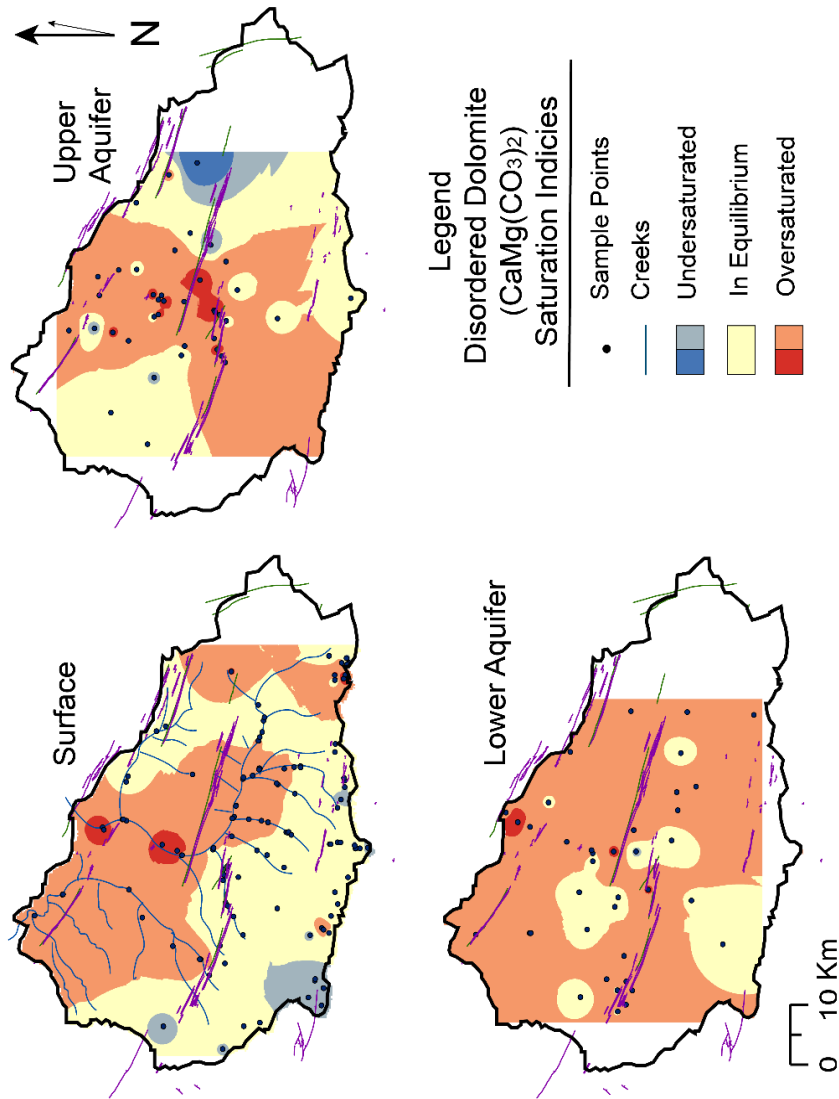 Surface
Upper
Aquifer
N
Lower Aquifer
0
10 Km
Legend
Disordered Dolomite
(CaMg(CO3)2)
Saturation Indicies
Sample Points
Creeks
Undersaturated
In Equilibrium
Oversaturated